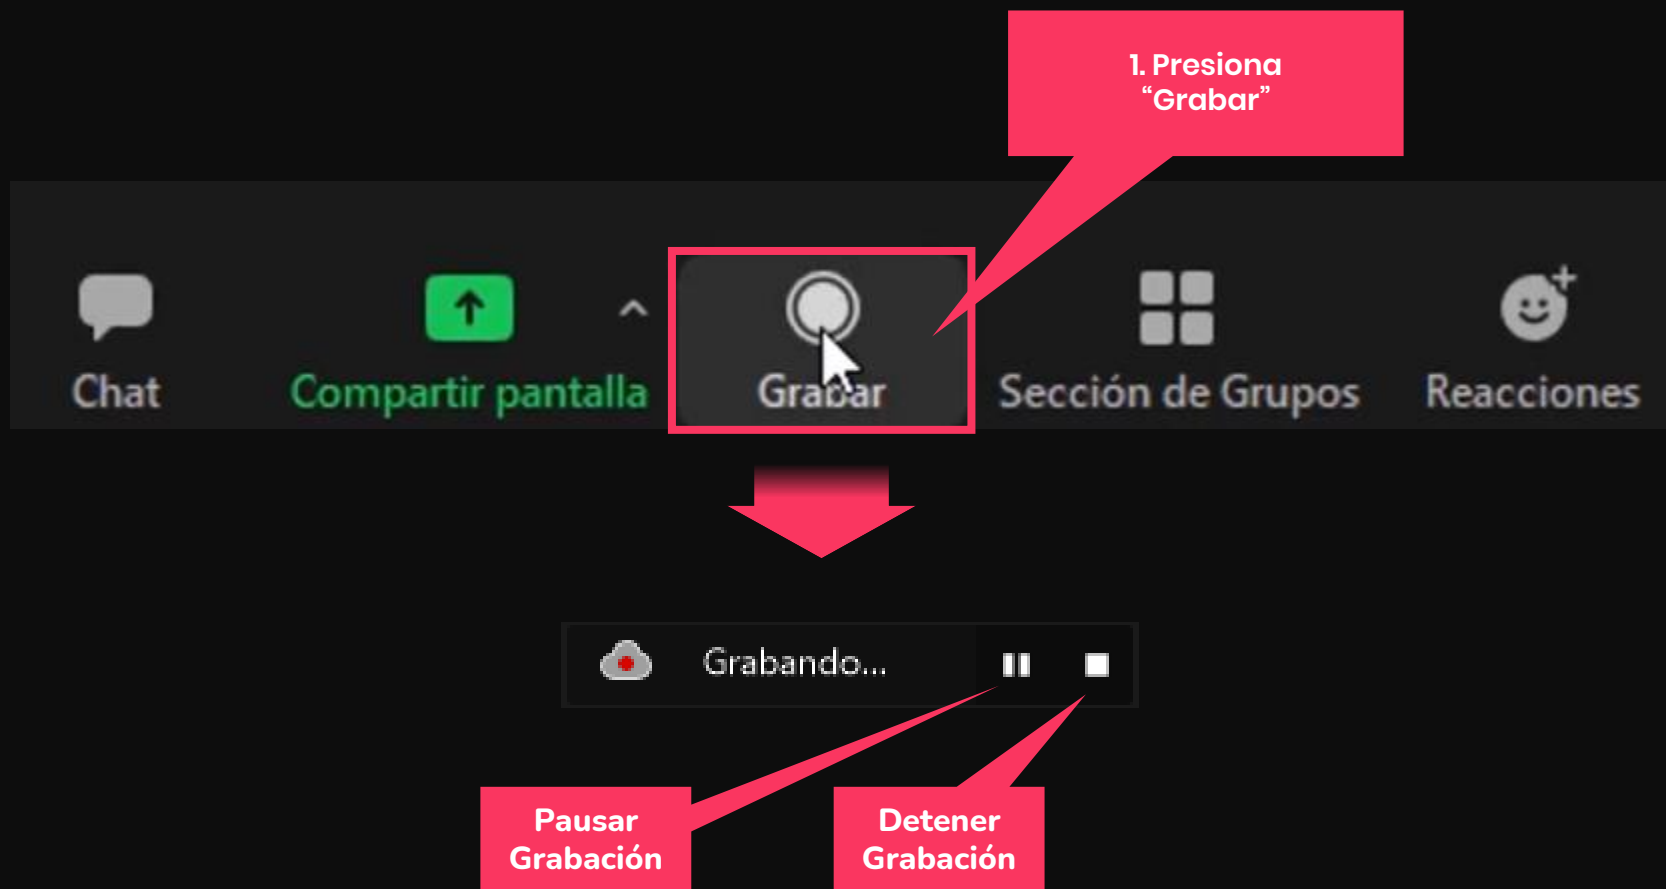 1. Presiona
“Grabar”
Chat
Compartir pantalla
Grabar
Sección de Grupos
Reacciones
Grabando...
Pausar
Grabación
Detener
Grabación